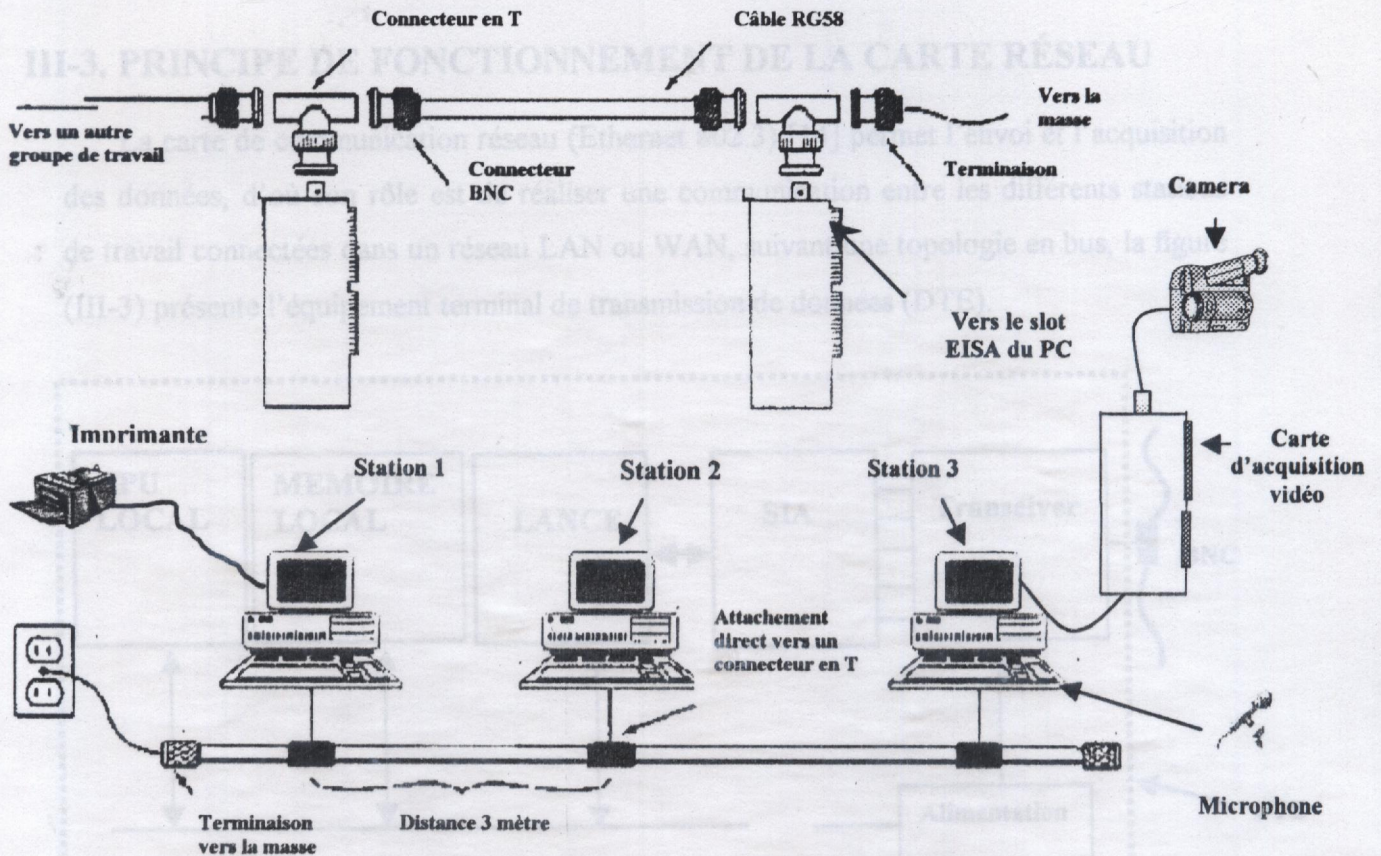 Connecteur en T
Câble RG58
III-3. PRINCIPE DE FONCTIONNEMENT DE LA CARTE RÉSEAU
Vers la
masse
Vers un autre
groupe de travail
La carte de communication réseau (Ethernet 802.3) permet l'envoi et l'acquisition
Connecteur
BNC
Terminaison
Camera
des données, d'où son rôle est de réaliser une communication entre les différents stations
de travail connectées dans un réseau LAN ou WAN, suivant une topologie en bus, la figure
(III-3) présente l'équipement terminal de transmission de données (DTE).
Vers le slot
EISA du PC
Imprimante
Station 1
Station 2
Station 3
Carte
d'acquisition
vidéo
CPU
LOCAL
MEMOIRE
LOCAL
LANCE
SIA
Transéiver
BNC
Attachement
direct vers un
connecteur en T
Terminaison
vers la masse
Distance 3 mètre
Alimentation
Microphone